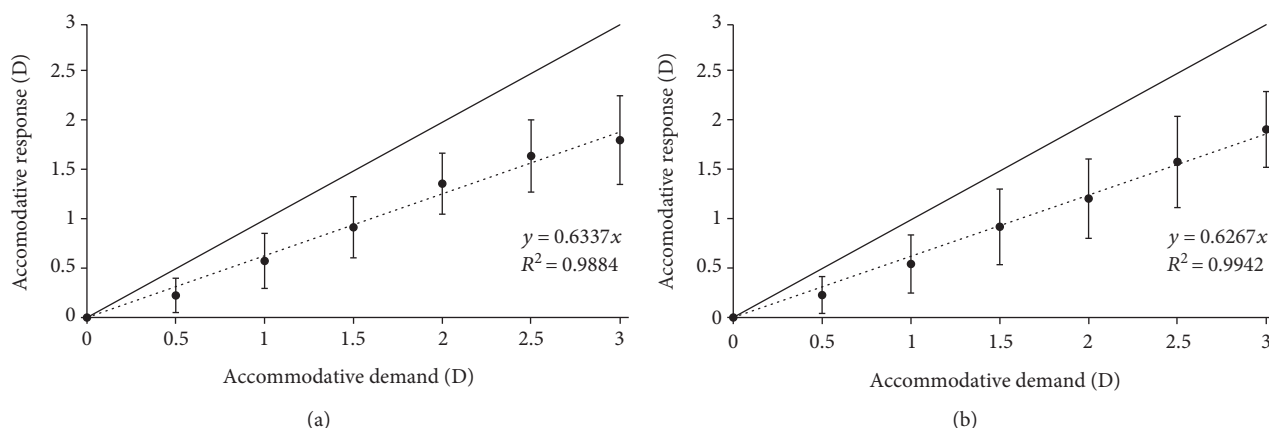 3
2.5
2
1.5
1
0.5
0
Accomodative response (D)
y = 0.6337x
R² = 0.9884
0 0.5 1 1.5 2 2.5 3
Accommodative demand (D)
(a)
3
2.5
2
1.5
1
0.5
0
Accomodative response (D)
y = 0.6267x
R² = 0.9942
0 0.5 1 1.5 2 2.5 3
Accommodative demand (D)
(b)